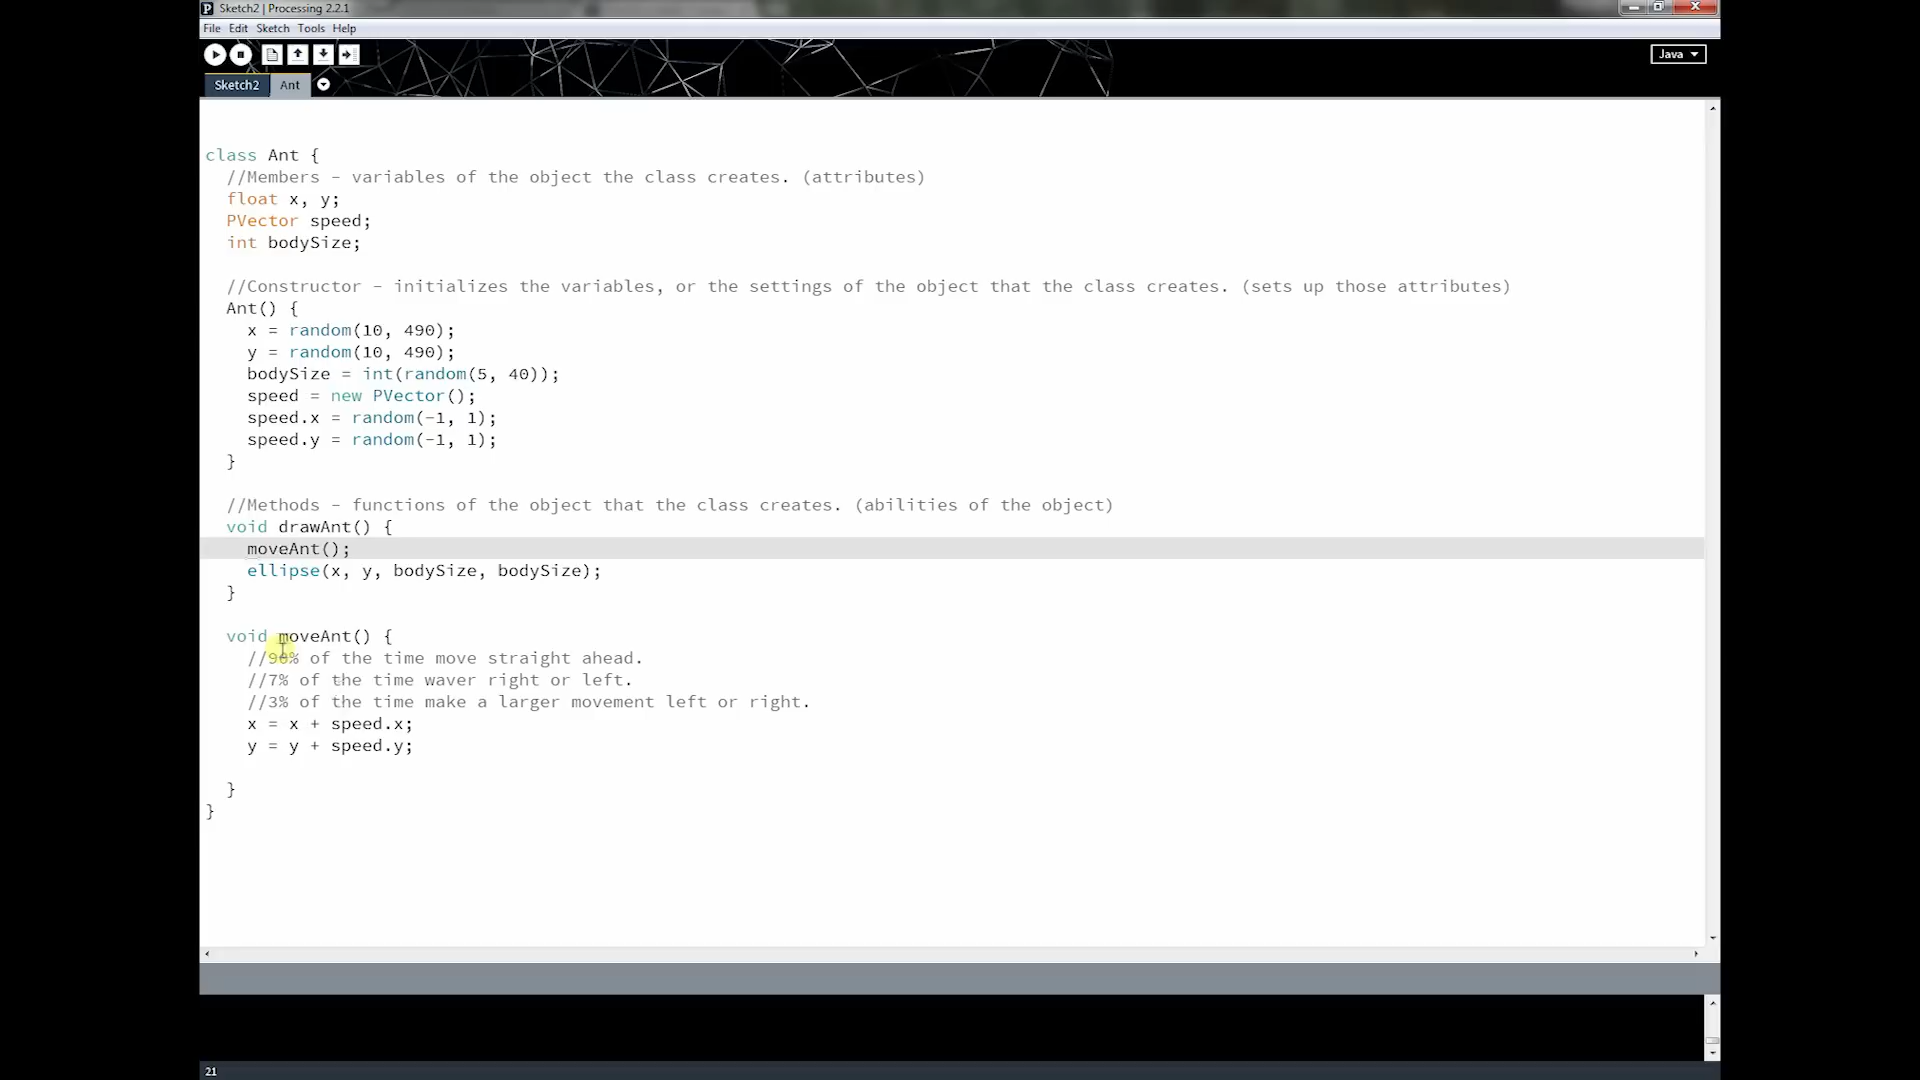 Sketch2 | Processing 2.2.1
File Edit Sketch Tools Help
Java
Sketch2 Ant
class Ant {
//Members - variables of the object the class creates. (attributes)
float x, y;
PVector speed;
int bodySize;
//Constructor - initializes the variables, or the settings of the object that the class creates. (sets up those attributes)
Ant() {
x = random(10, 490);
y = random(10, 490);
bodySize = int(random(5, 40));
speed = new PVector();
speed.x = random(-1, 1);
speed.y = random(-1, 1);
}
//Methods - functions of the object that the class creates. (abilities of the object)
void drawAnt() {
moveAnt();
ellipse(x, y, bodySize, bodySize);
}
void moveAnt() {
//90% of the time move straight ahead.
//7% of the time waver right or left.
//3% of the time make a larger movement left or right.
x = x + speed.x;
y = y + speed.y;
}
}
21